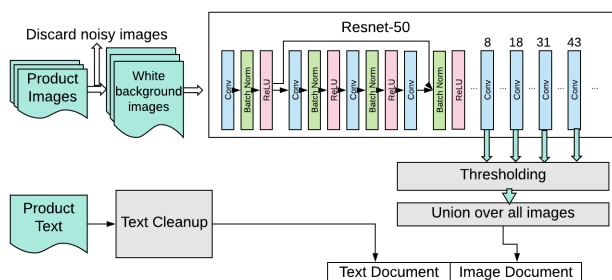 Resnet-50
Discard noisy images
8 18 31 43
Product
Images
White
background
images
Conv
Batch Norm
ReLU
Conv
Batch Norm
ReLU
Conv
Batch Norm
ReLU
Conv
Batch Norm
ReLU
...
Conv
...
Conv
...
Conv
...
Conv
...
Thresholding
Union over all images
Product
Text
Text Cleanup
Text Document
Image Document